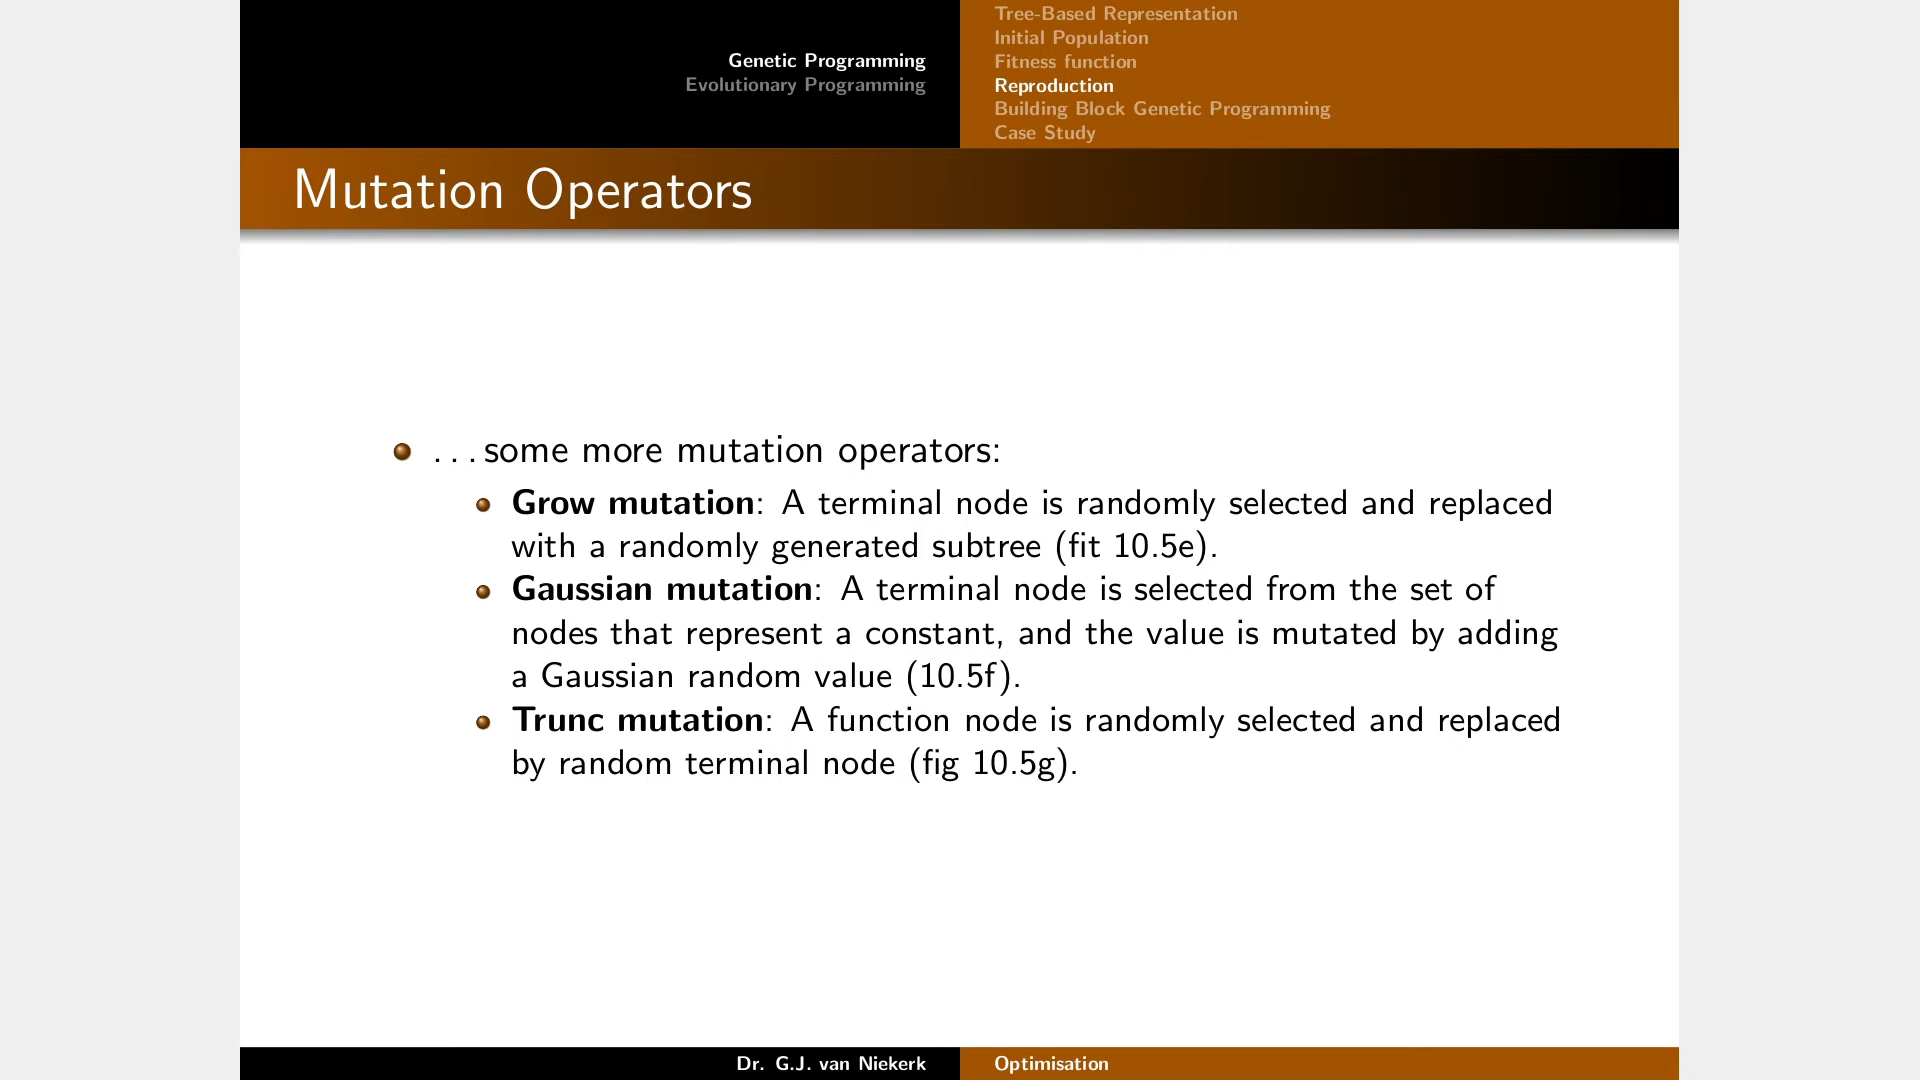 Genetic Programming
Evolutionary Programming
Tree-Based Representation
Initial Population
Fitness function
Reproduction
Building Block Genetic Programming
Case Study
Mutation Operators
. . . some more mutation operators:
Grow mutation: A terminal node is randomly selected and replaced
with a randomly generated subtree (fit 10.5e).
Gaussian mutation: A terminal node is selected from the set of
nodes that represent a constant, and the value is mutated by adding
a Gaussian random value (10.5f).
Trunc mutation: A function node is randomly selected and replaced
by random terminal node (fig 10.5g).
Dr. G.J. van Niekerk
Optimisation